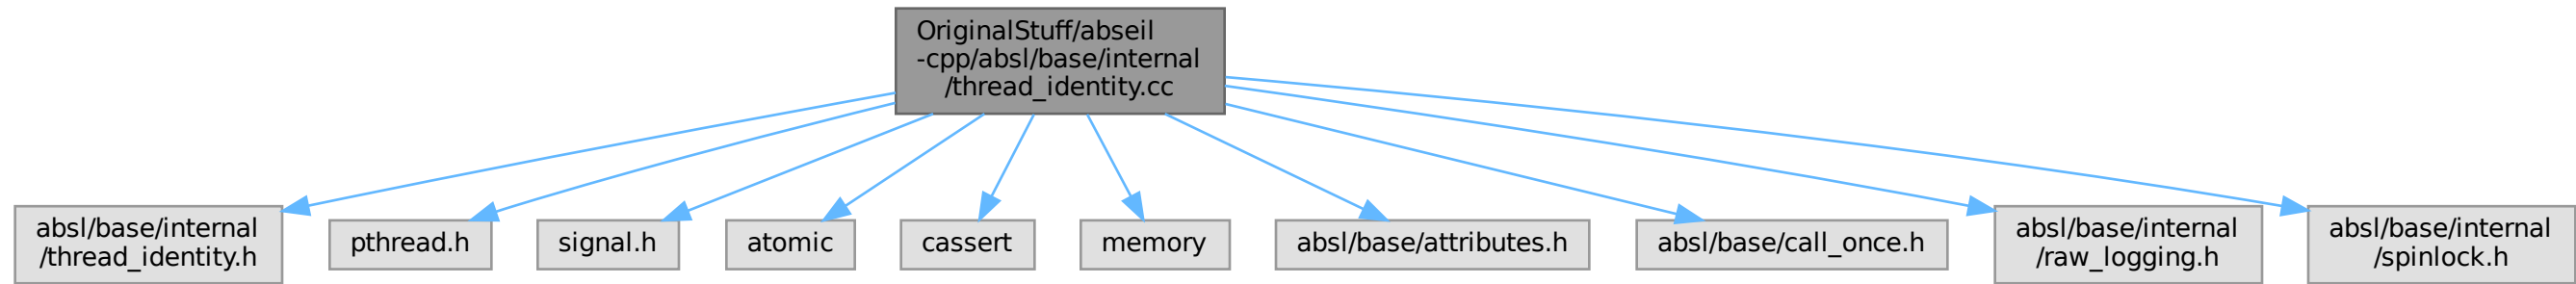 OriginalStuff/abseil
-cpp/absl/base/internal
/thread_identity.cc
absl/base/internal
/thread_identity.h
pthread.h
signal.h
atomic
cassert
memory
absl/base/attributes.h
absl/base/call_once.h
absl/base/internal
/raw_logging.h
absl/base/internal
/spinlock.h